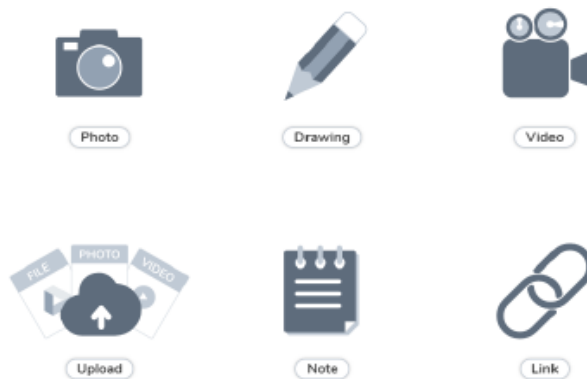 Photo
Drawing
Video
FILE
PHOTO
VIDEO
Upload
Note
Link